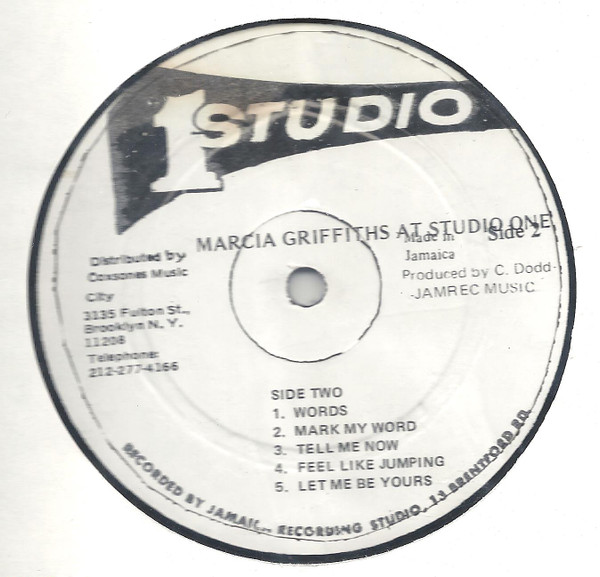 1 STUDIO
MARCIA GRIFFITHS AT STUDIO ONE
Side 2
Made in
Jamaica
Produced by C. Dodd
JAMREC MUSIC
Distributed by
Coxsones Music
City
3135 Fulton St.,
Brooklyn N. Y.
11208
Telephone:
212-277-4166
SIDE TWO
1. WORDS
2. MARK MY WORD
3. TELL ME NOW
4. FEEL LIKE JUMPING
5. LET ME BE YOURS
RECORDED BY RECORDING STUDIO, 13 BRENTFORD RD.